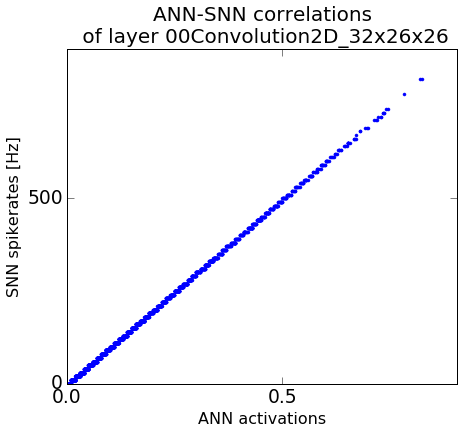 ANN-SNN correlations
of layer 00Convolution2D_32x26x26
SNN spikerates [Hz]
500
0
0.0
0.5
ANN activations